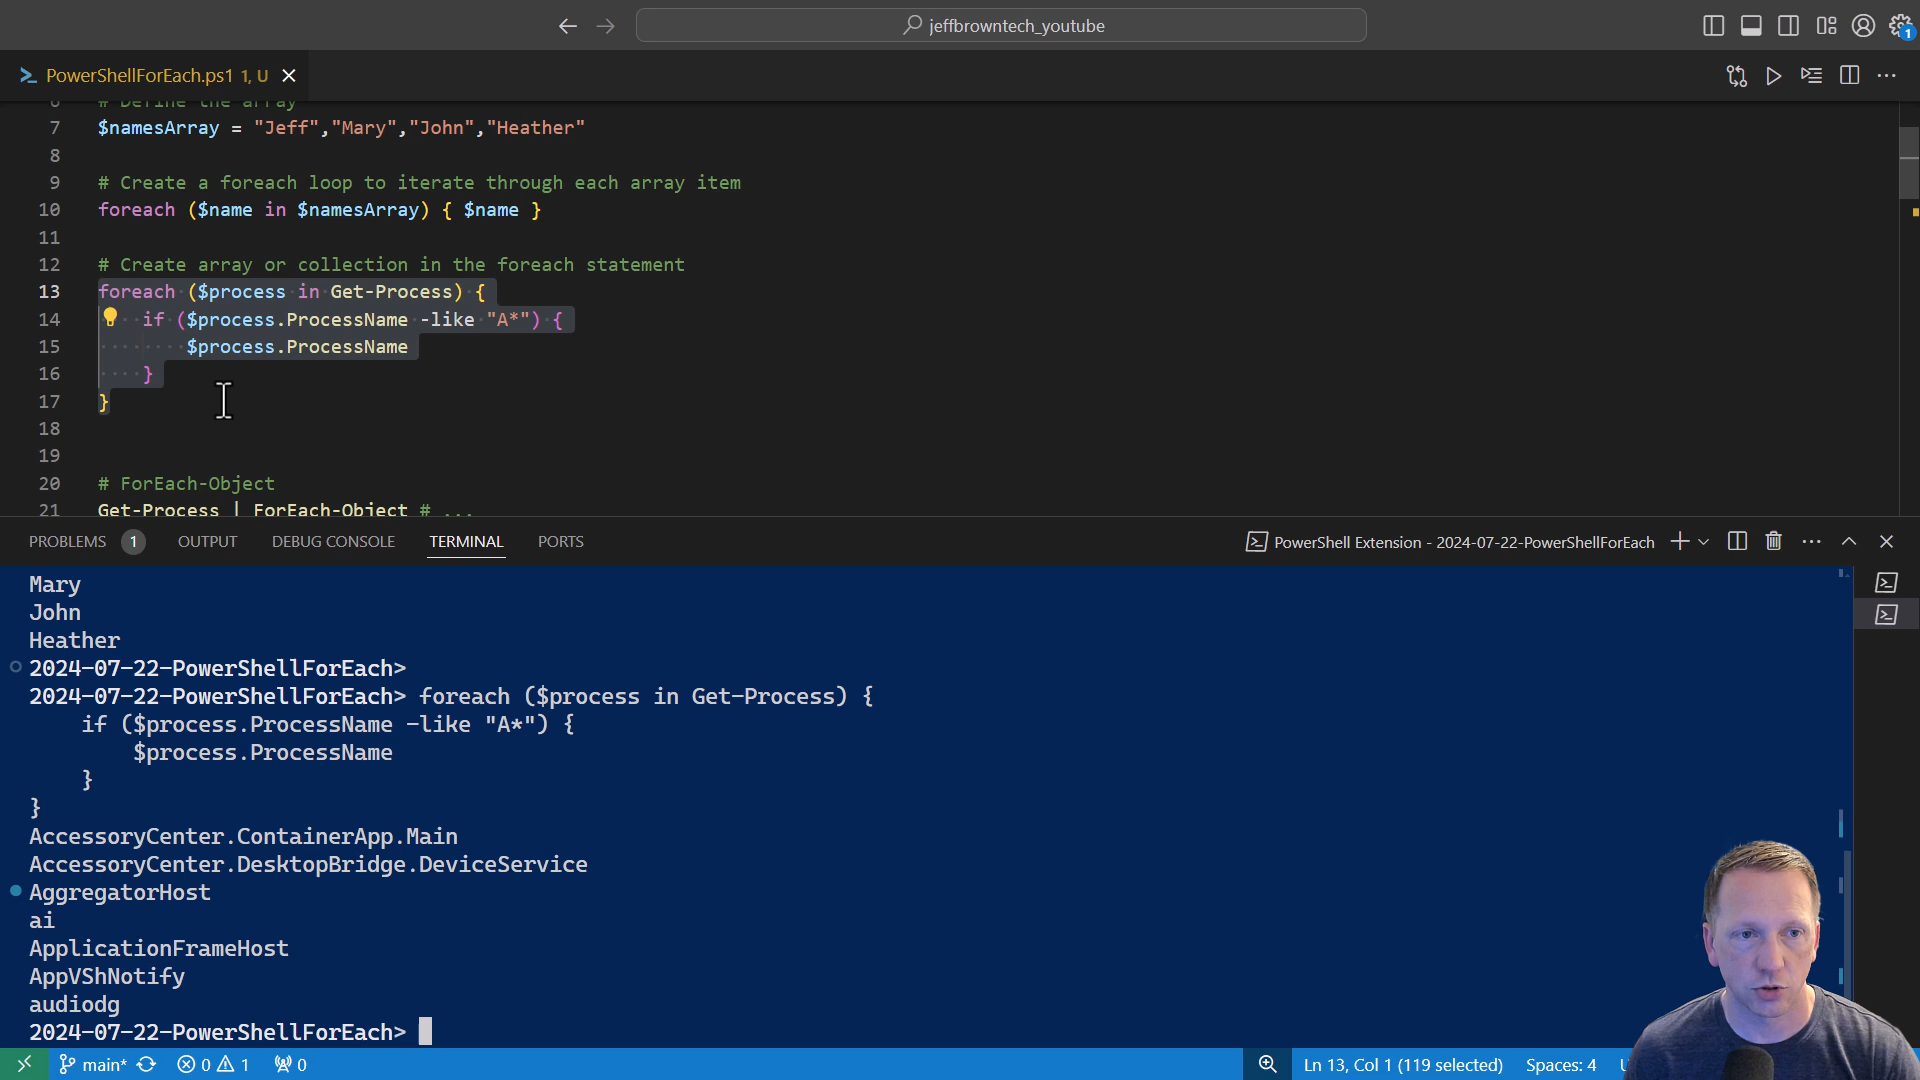 jeffbrowntech_youtube
1
PowerShellForEach.ps1 1, U
6 # Define the array
7 $namesArray = "Jeff","Mary","John","Heather"
8
9 # Create a foreach loop to iterate through each array item
10 foreach ($name in $namesArray) { $name }
11
12 # Create array or collection in the foreach statement
13 foreach ($process in Get-Process) {
14 if ($process.ProcessName -like "A*") {
15 $process.ProcessName
16 }
17 }
18
19
20 # ForEach-Object
21 Get-Process | ForEach-Object # ...
PROBLEMS 1 OUTPUT DEBUG CONSOLE TERMINAL PORTS PowerShell Extension - 2024-07-22-PowerShellForEach
Mary
John
Heather
2024-07-22-PowerShellForEach>
2024-07-22-PowerShellForEach> foreach ($process in Get-Process) {
if ($process.ProcessName -like "A*") {
$process.ProcessName
}
}
AccessoryCenter.ContainerApp.Main
AccessoryCenter.DesktopBridge.DeviceService
AggregatorHost
ai
ApplicationFrameHost
AppVShNotify
audiodg
2024-07-22-PowerShellForEach>
main* 0 1 0 Ln 13, Col 1 (119 selected) Spaces: 4